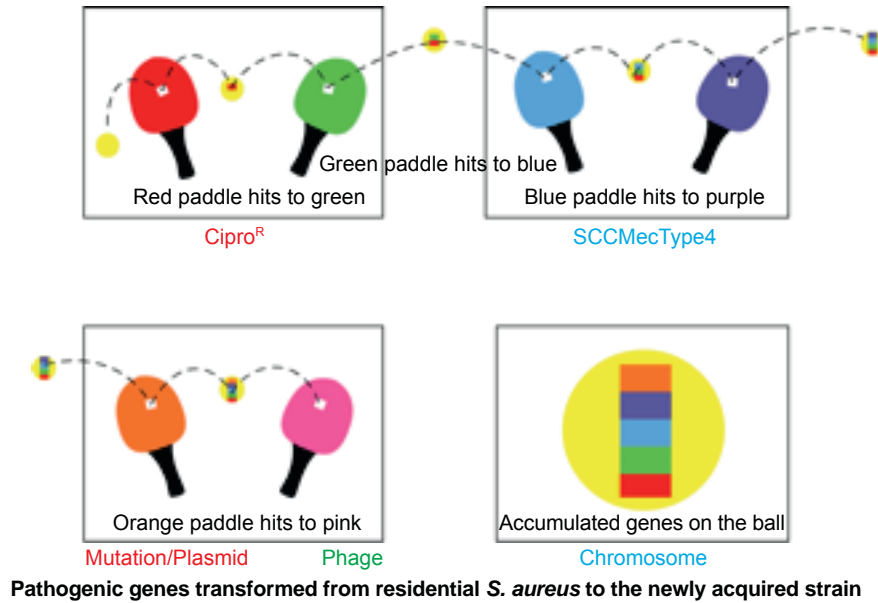 Green paddle hits to blue
Red paddle hits to green
Blue paddle hits to purple
Cipro^R
SCCMecType4
Orange paddle hits to pink
Accumulated genes on the ball
Mutation/Plasmid
Phage
Chromosome
Pathogenic genes transformed from residential S. aureus to the newly acquired strain